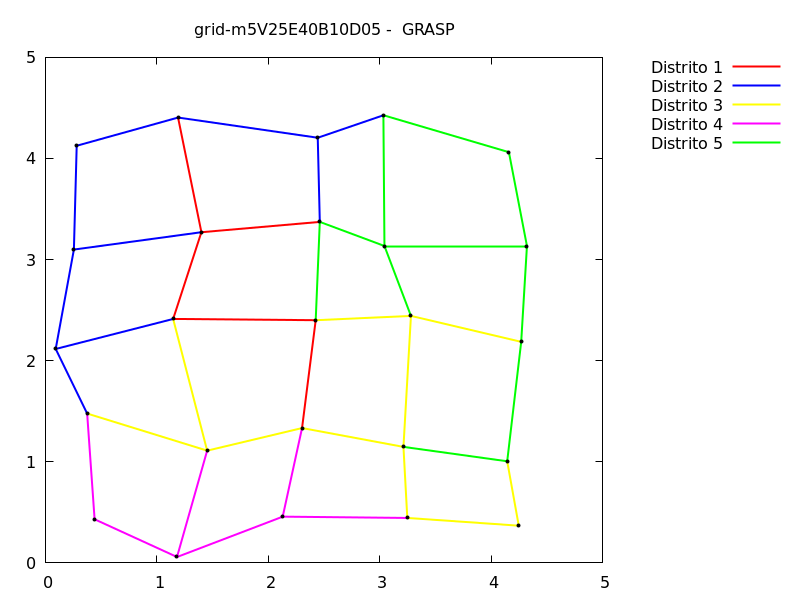 grid-m5V25E40B10D05 -  GRASP
Distrito 1
Distrito 2
Distrito 3
Distrito 4
Distrito 5
5
4
3
2
1
0
0 1 2 3 4 5